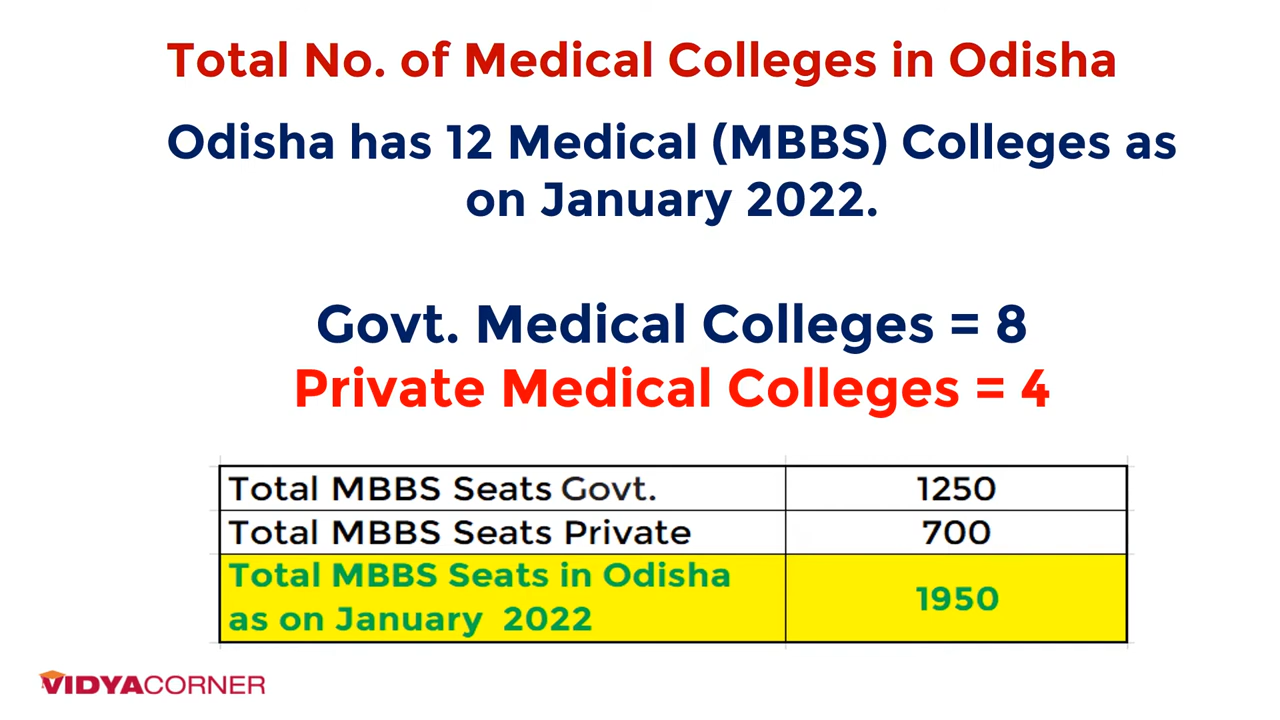 Total No. of Medical Colleges in Odisha
Odisha has 12 Medical (MBBS) Colleges as
on January 2022.
Govt. Medical Colleges = 8
Private Medical Colleges = 4
Total MBBS Seats Govt. 1250
Total MBBS Seats Private 700
Total MBBS Seats in Odisha
as on January 2022 1950
VIDYACORNER